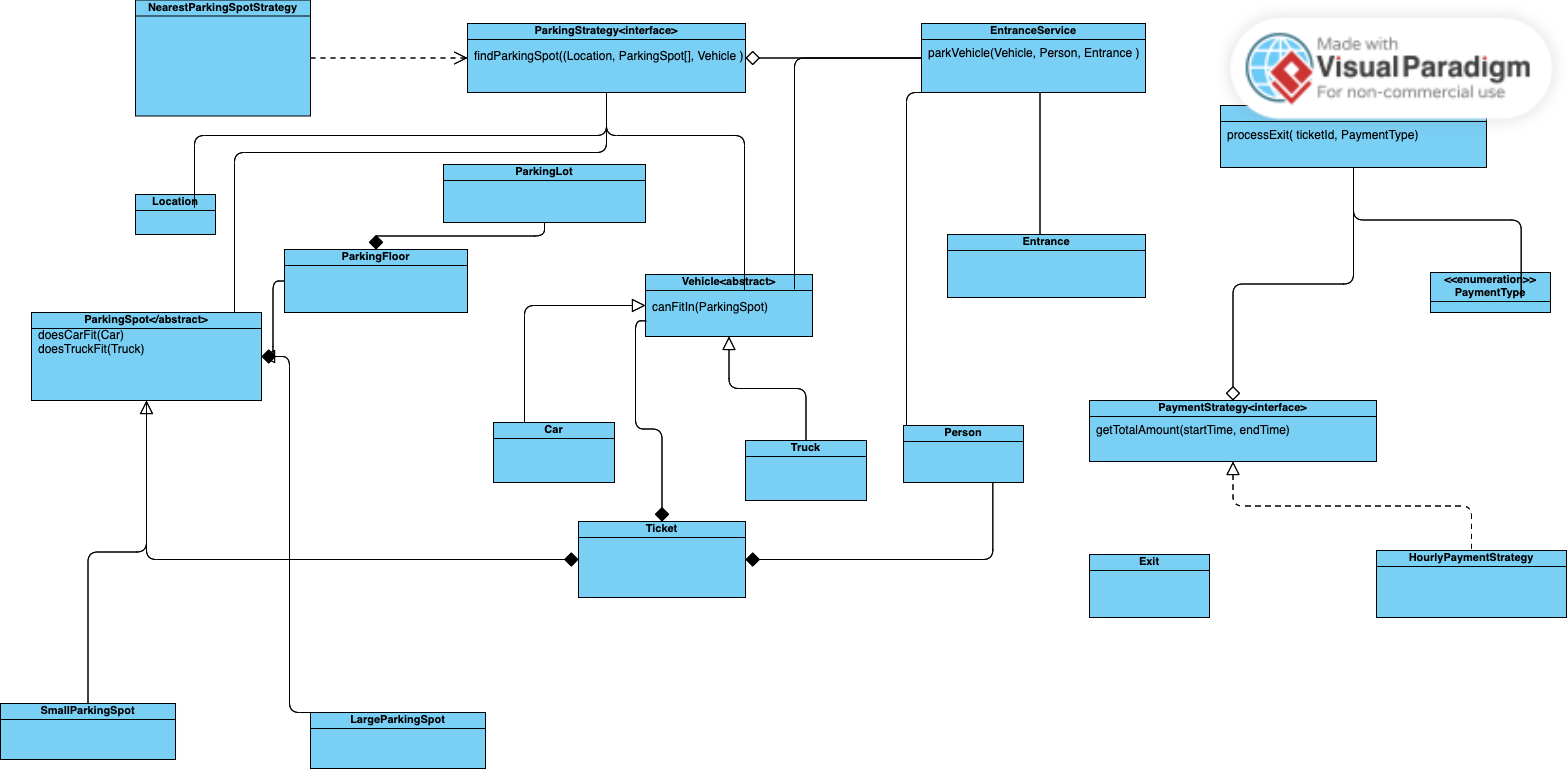 NearestParkingSpotStrategy
ParkingStrategy<interface>
findParkingSpot((Location, ParkingSpot[], Vehicle )
EntranceService
parkVehicle(Vehicle, Person, Entrance )
Made with
Visual Paradigm
For non-commercial use
processExit( ticketId, PaymentType)
Location
ParkingLot
ParkingFloor
Entrance
Vehicle<abstract>
canFitIn(ParkingSpot)
<<enumeration>>
PaymentType
ParkingSpot</abstract>
doesCarFit(Car)
doesTruckFit(Truck)
PaymentStrategy<interface>
getTotalAmount(startTime, endTime)
Car
Truck
Person
Ticket
Exit
HourlyPaymentStrategy
SmallParkingSpot
LargeParkingSpot